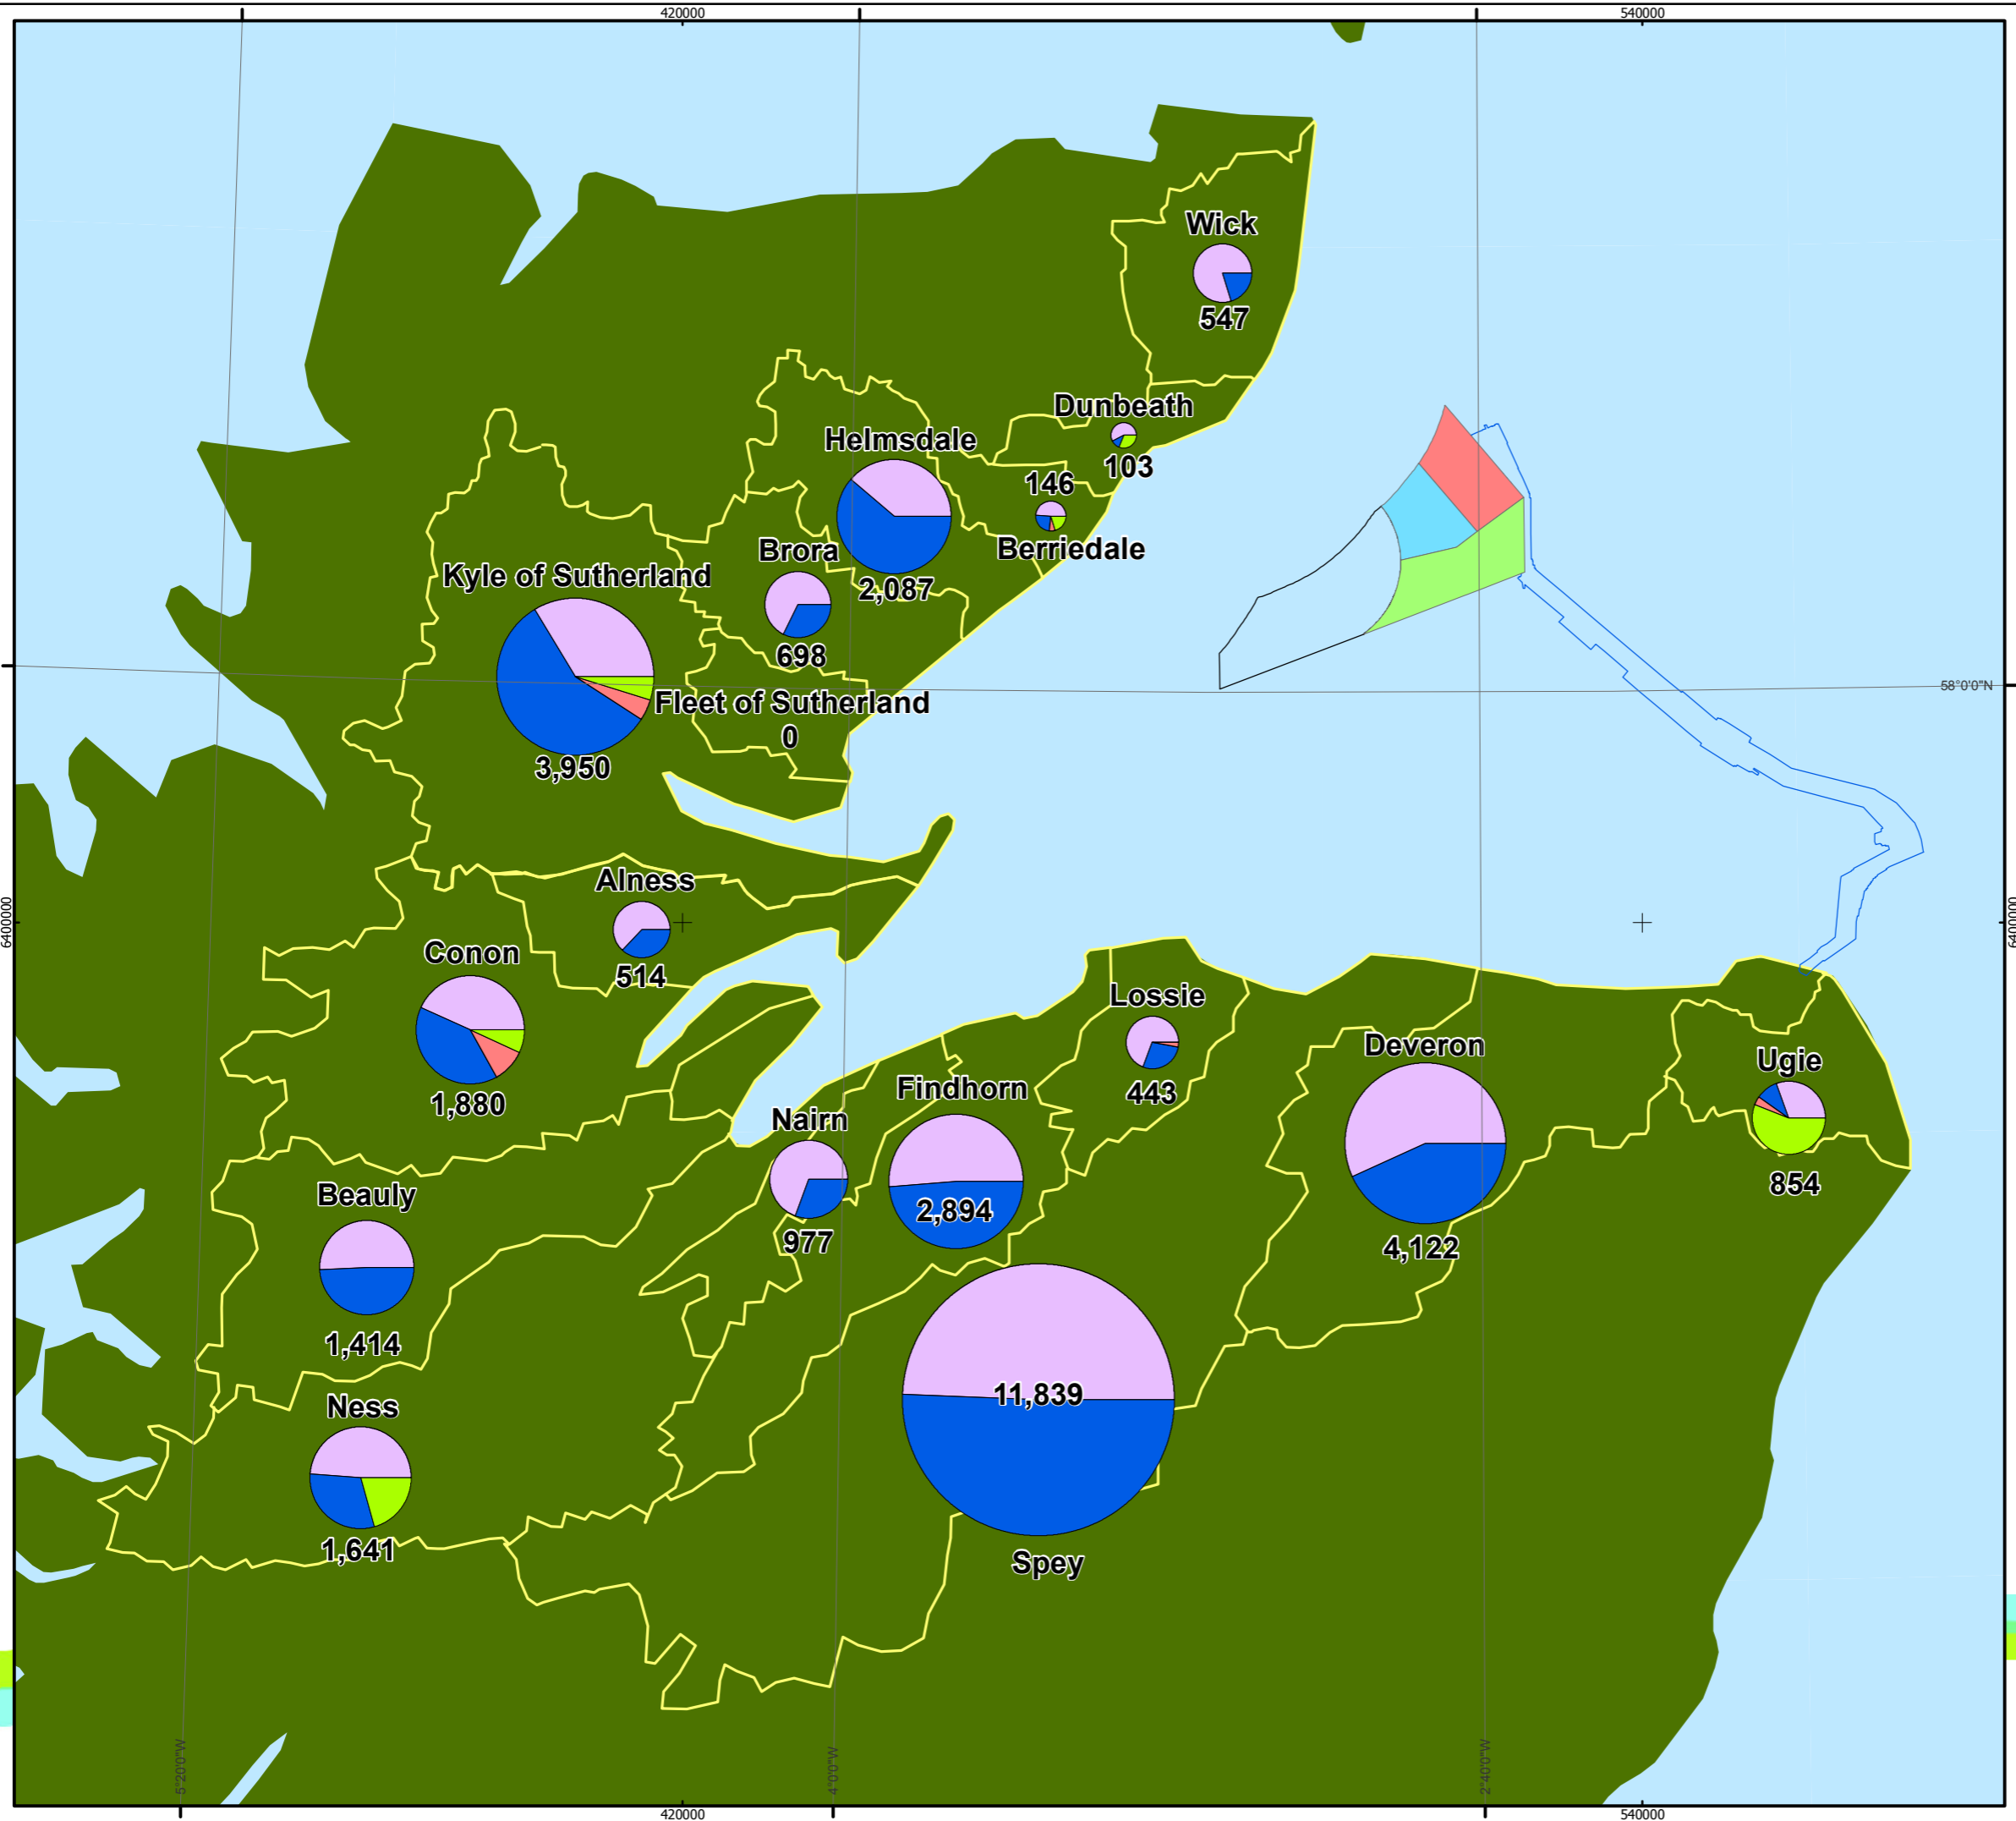 420000
540000
Wick
547
Dunbeath
103
Helmsdale
2,087
146
Berriedale
Brora
698
Kyle of Sutherland
3,950
Fleet of Sutherland
0
58°0'0"N
Alness
514
640000
640000
Conon
1,880
Lossie
443
Deveron
4,122
Ugie
854
Findhorn
2,894
Nairn
977
Beauly
1,414
11,839
Spey
Ness
1,641
5°20'0"W
4°0'0"W
2°40'0"W
420000
540000